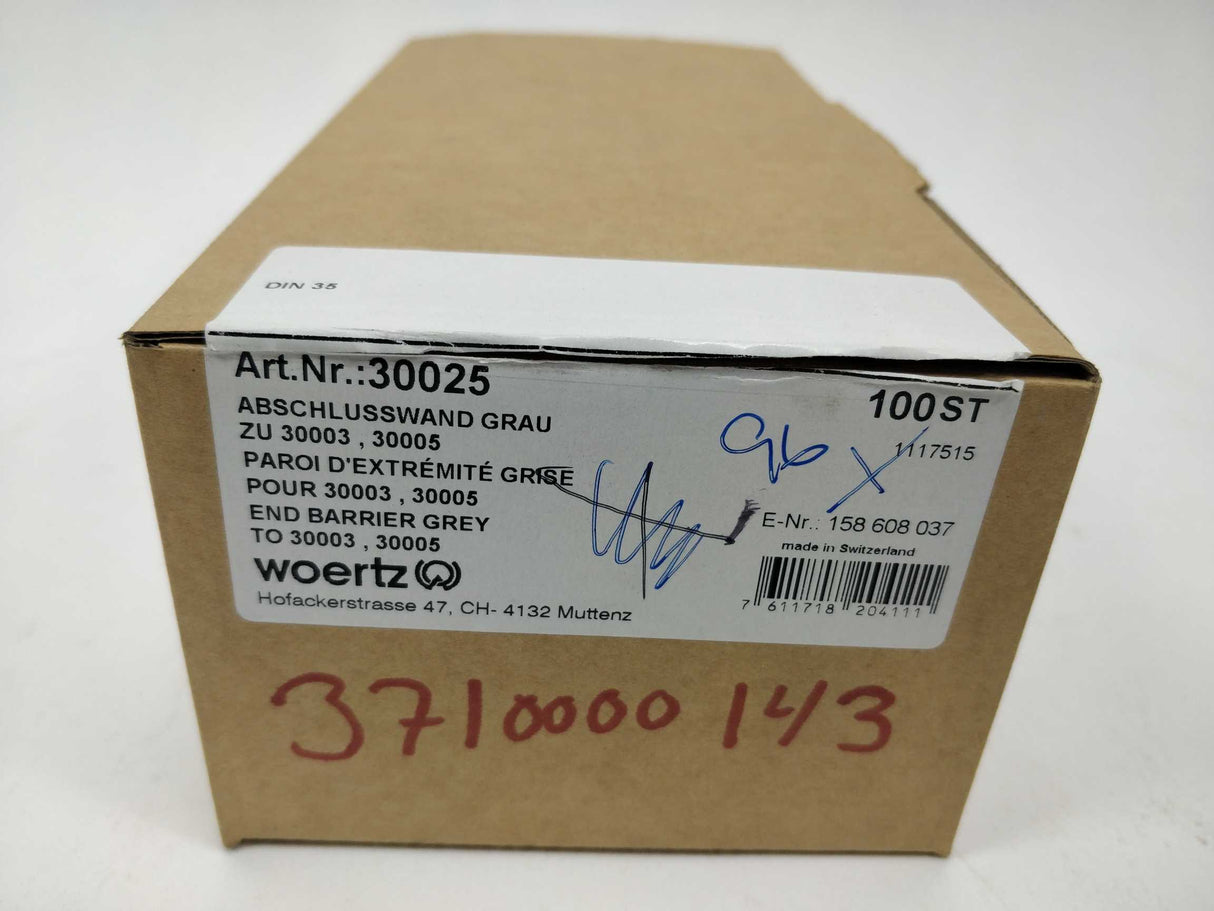 DIN 35
Art.Nr.:30025
100ST
ABSCHLUSSWAND GRAU
ZU 30003 , 30005
96
1117515
PAROI D'EXTRÉMITÉ GRISE
POUR 30003 , 30005
END BARRIER GREY
TO 30003 , 30005
E-Nr.: 158 608 037
made in Switzerland
woertz
Hofackerstrasse 47, CH- 4132 Muttenz
7 611718 204111
3710000 143